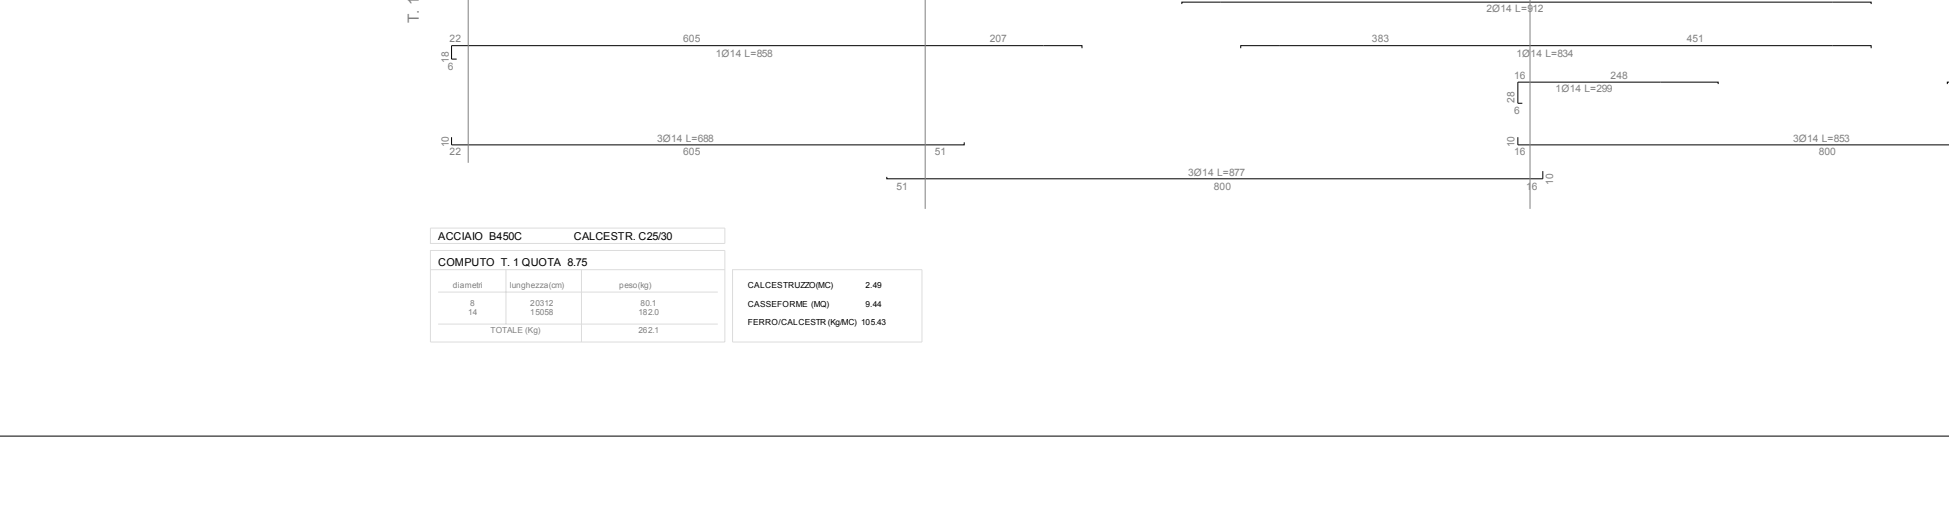 T. 1
2Ø14 L=912
22 605 207
1Ø14 L=858
18
6
383 451
1Ø14 L=834
16 248
1Ø14 L=299
28
6
10 3Ø14 L=688
22 605 51
10 3Ø14 L=853
16 800
3Ø14 L=877 10
51 800 16
ACCIAIO B450C CALCESTR. C25/30
COMPUTO T. 1 QUOTA 8.75
diametri lunghezza(cm) peso(kg)
8 20312 80.1
14 15058 182.0
TOTALE (Kg) 262.1
CALCESTRUZZO(MC) 2.49
CASSEFORME (MQ) 9.44
FERRO/CALCESTR (Kg/MC) 105.43